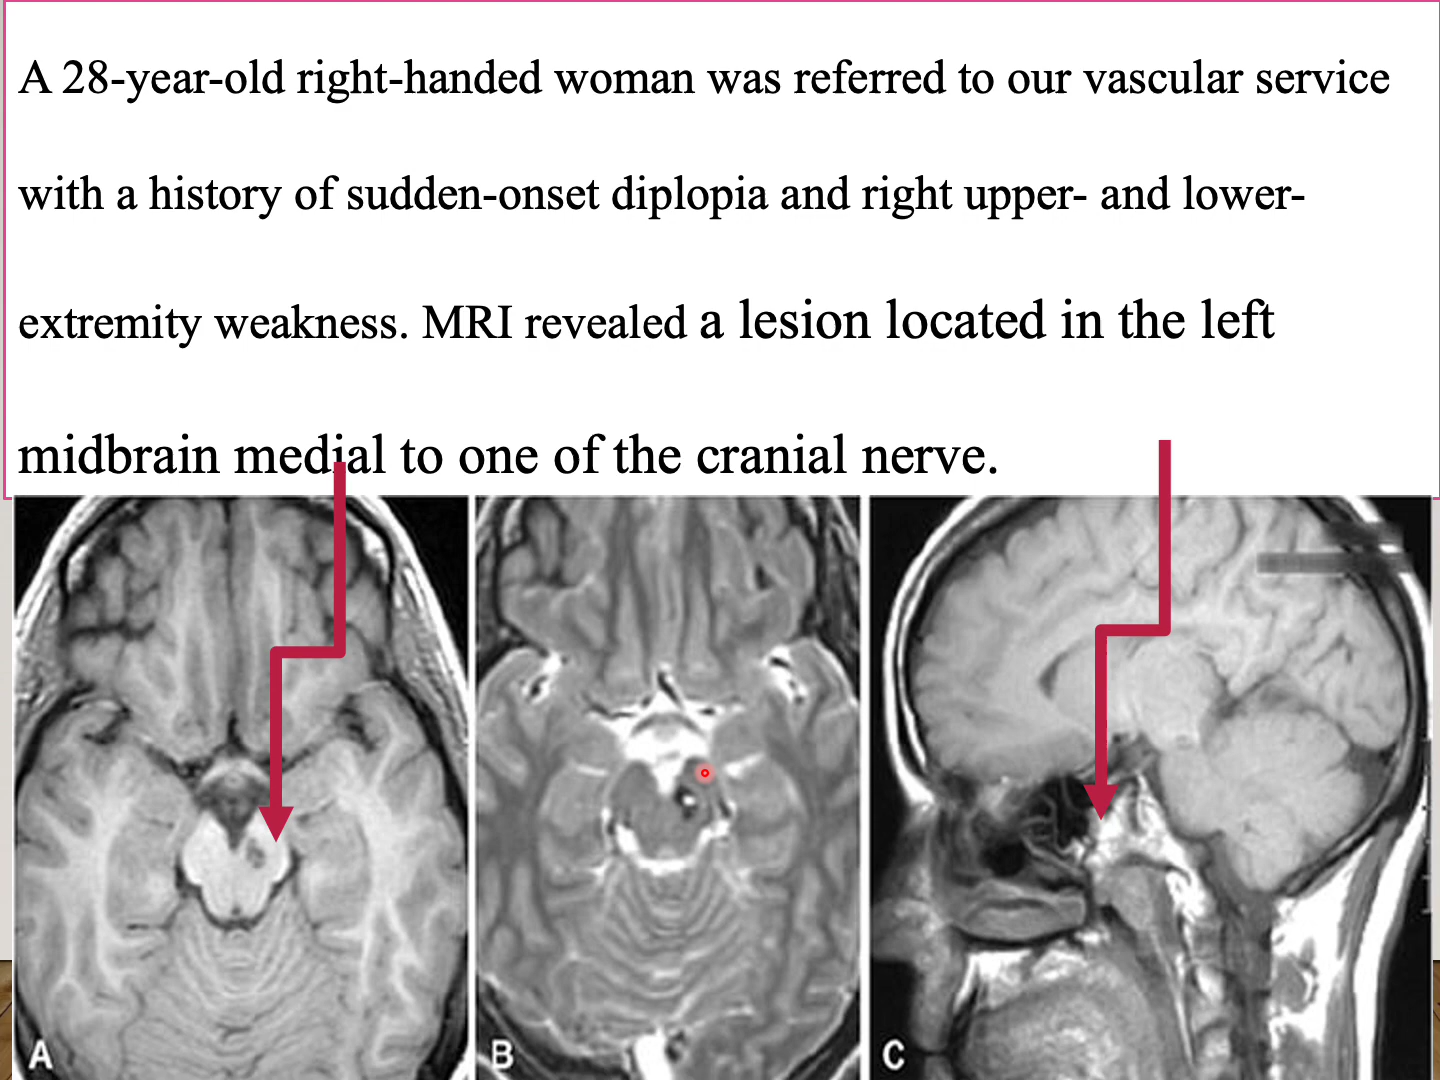 A 28-year-old right-handed woman was referred to our vascular service
with a history of sudden-onset diplopia and right upper- and lower-
extremity weakness. MRI revealed a lesion located in the left
midbrain medial to one of the cranial nerve.
A
B
C